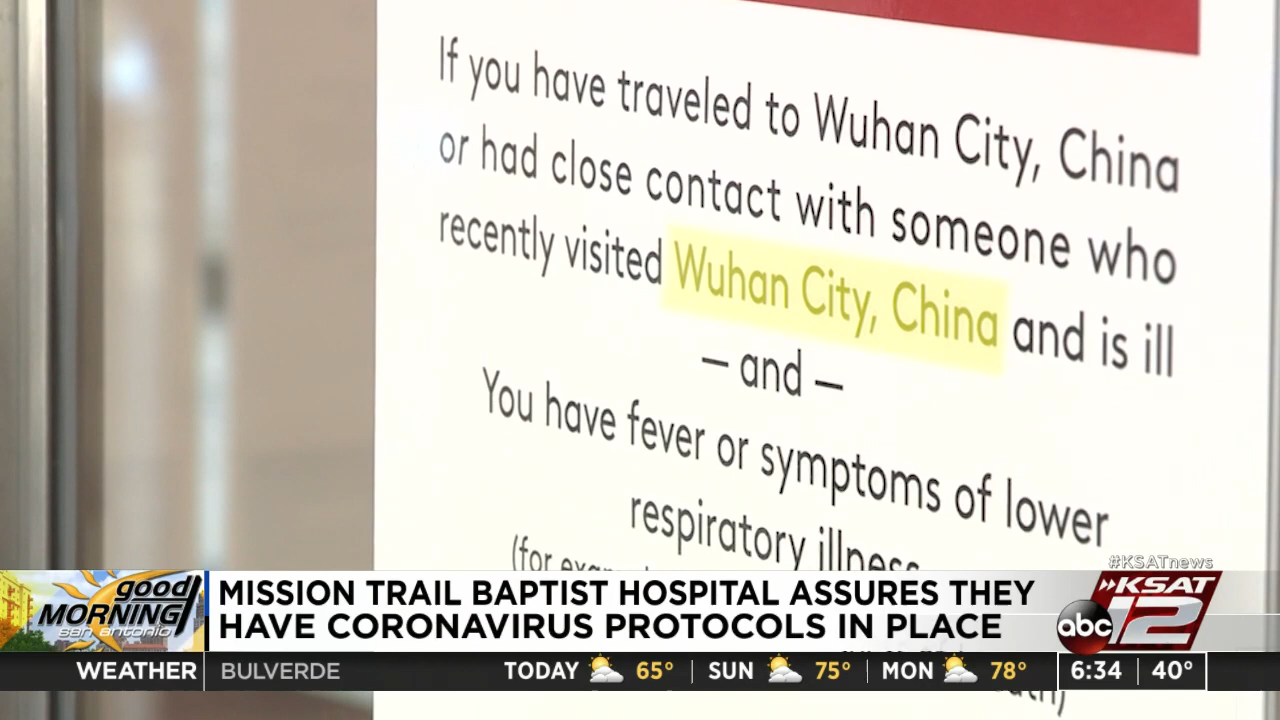 If you have traveled to Wuhan City, China
or had close contact with someone who
recently visited Wuhan City, China and is ill
— and —
You have fever or symptoms of lower
respiratory illness
(for
#KSATnews
good
MORNING
san antonio
MISSION TRAIL BAPTIST HOSPITAL ASSURES THEY
HAVE CORONAVIRUS PROTOCOLS IN PLACE
abc
KSAT
12
WEATHER
BULVERDE
TODAY 65° SUN 75° MON 78°
6:34 40°